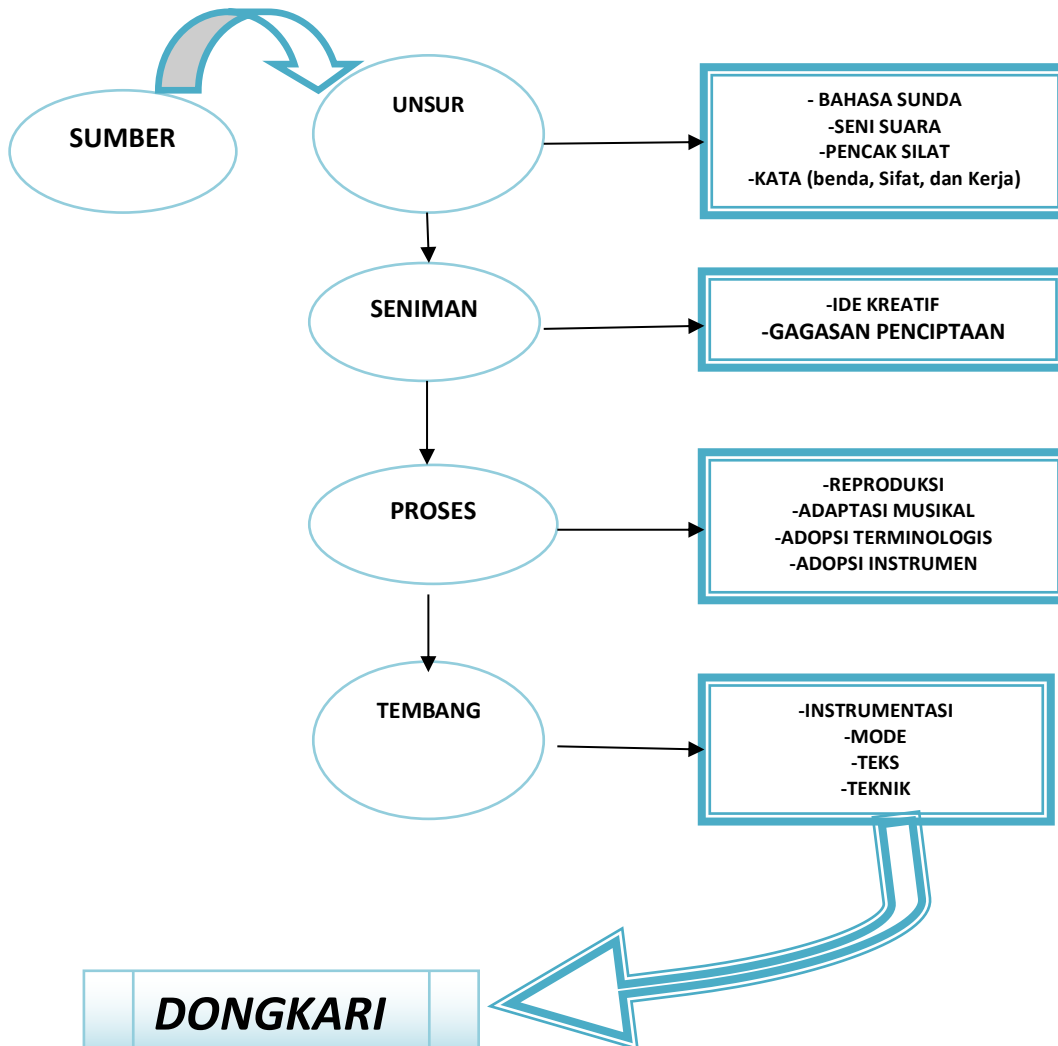 SUMBER
UNSUR
- BAHASA SUNDA
-SENI SUARA
-PENCAK SILAT
-KATA (benda, Sifat, dan Kerja)
SENIMAN
-IDE KREATIF
-GAGASAN PENCIPTAAN
PROSES
-REPRODUKSI
-ADAPTASI MUSIKAL
-ADOPSI TERMINOLOGIS
-ADOPSI INSTRUMEN
TEMBANG
-INSTRUMENTASI
-MODE
-TEKS
-TEKNIK
DONGKARI